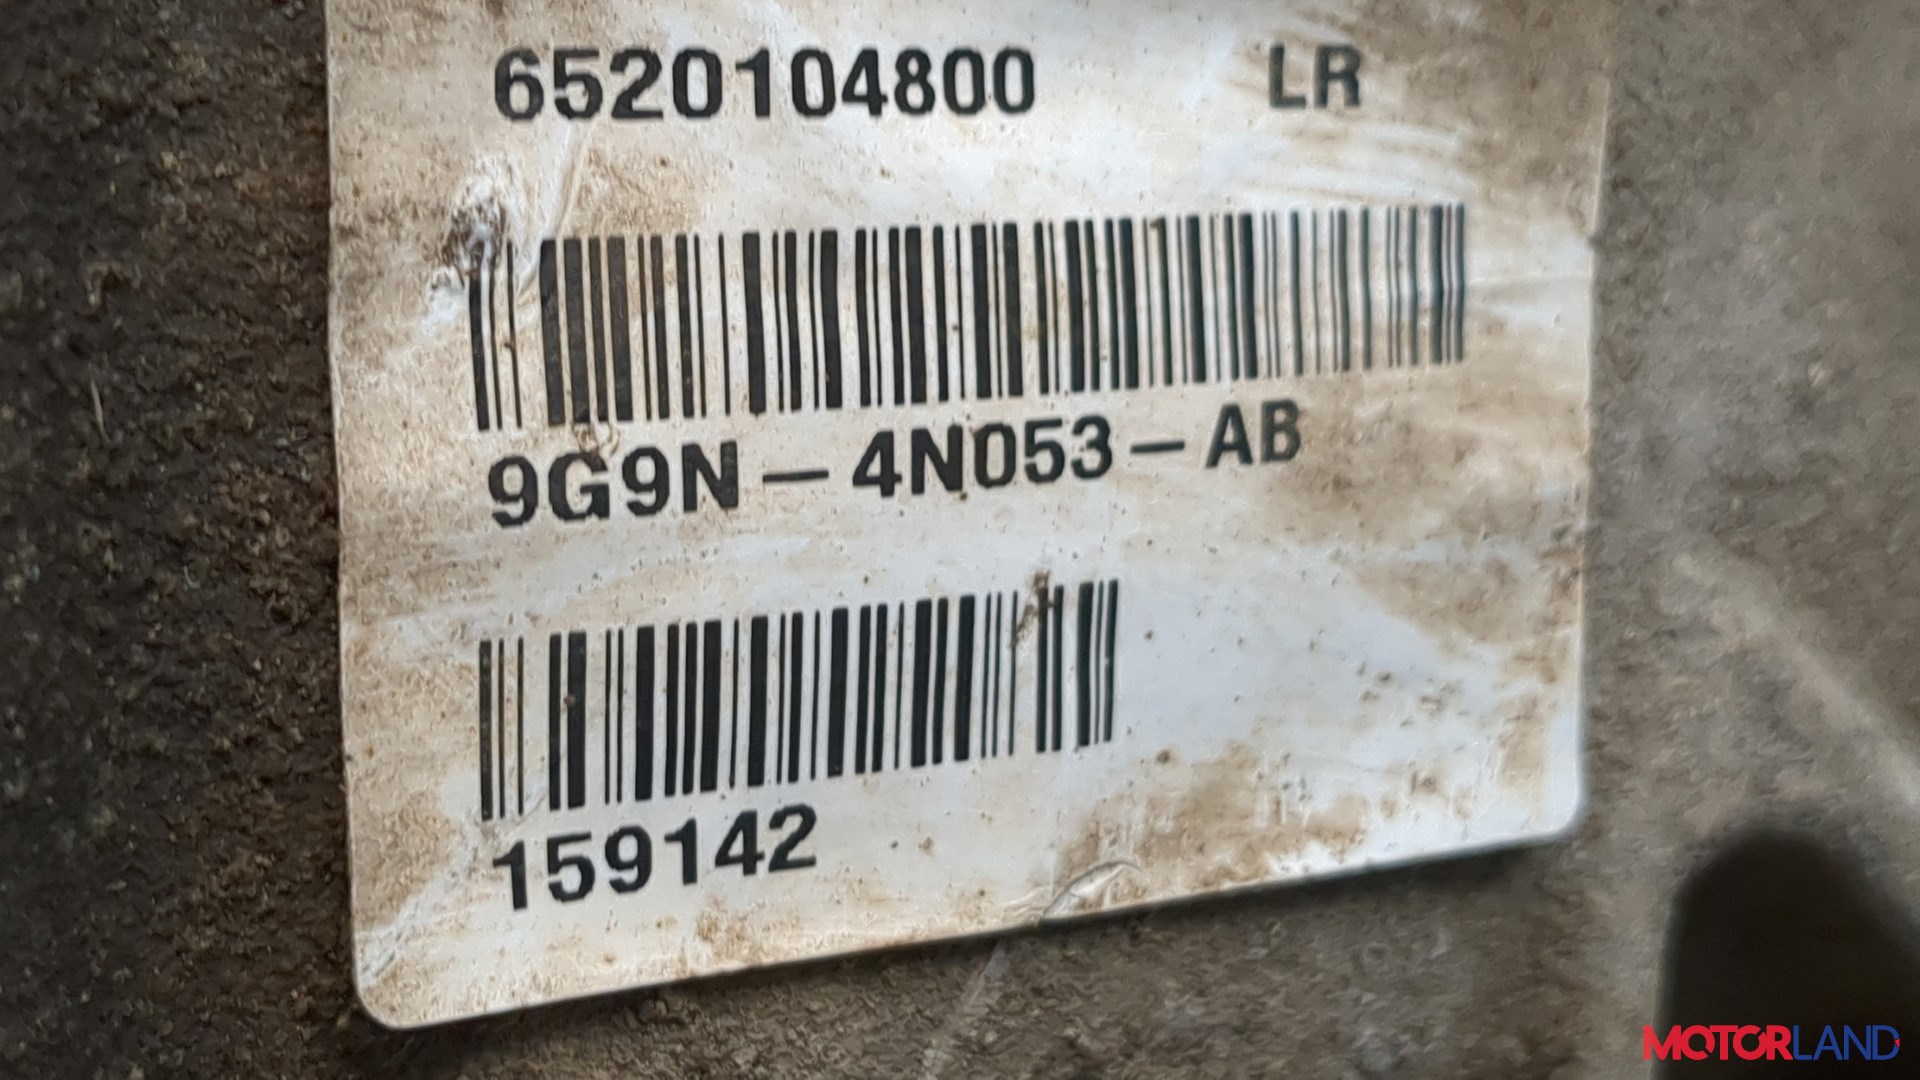 6520104800 LR
9G9N-4N053-AB
159142
MOTORLAND